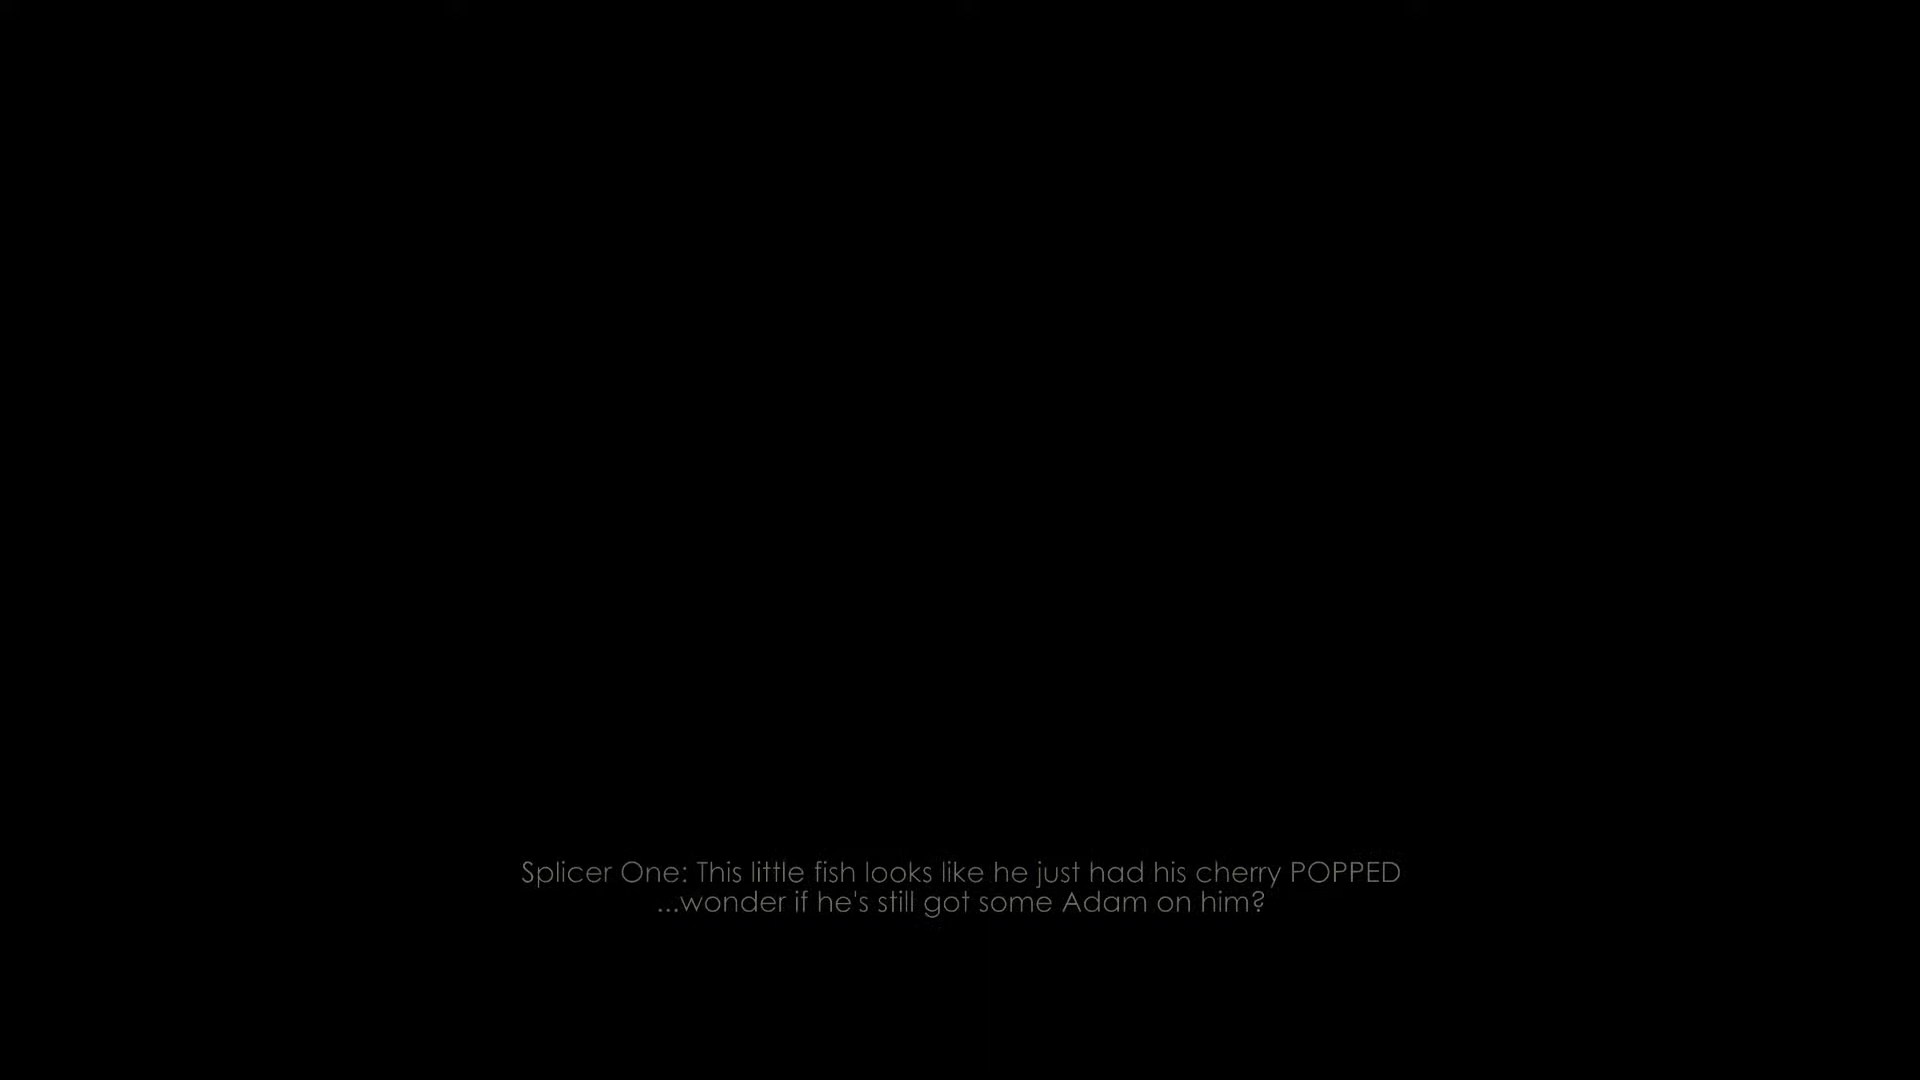 Splicer One: This little fish looks like he just had his cherry POPPED
...wonder if he's still got some Adam on him?